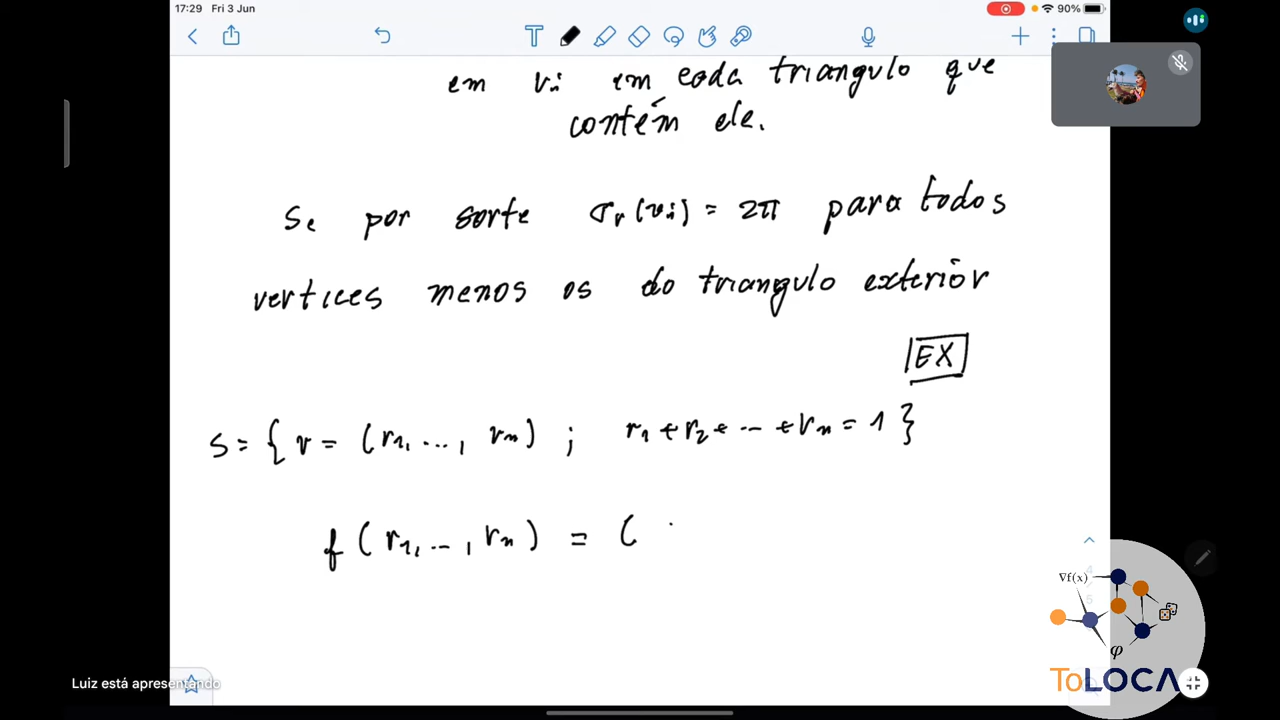 17:29 Fri 3 Jun
90%
em vi em cada triangulo que
contém ele.
Se por sorte σr(vi) = 2π para todos
vertices menos os do triangulo exterior
EX
S = { r = (r1, ..., rn) ; r1 + r2 + ... + rn = 1 }
f ( r1, ..., rn ) = (
∇f(x)
φ
ToLOCA
Luiz está apresentando